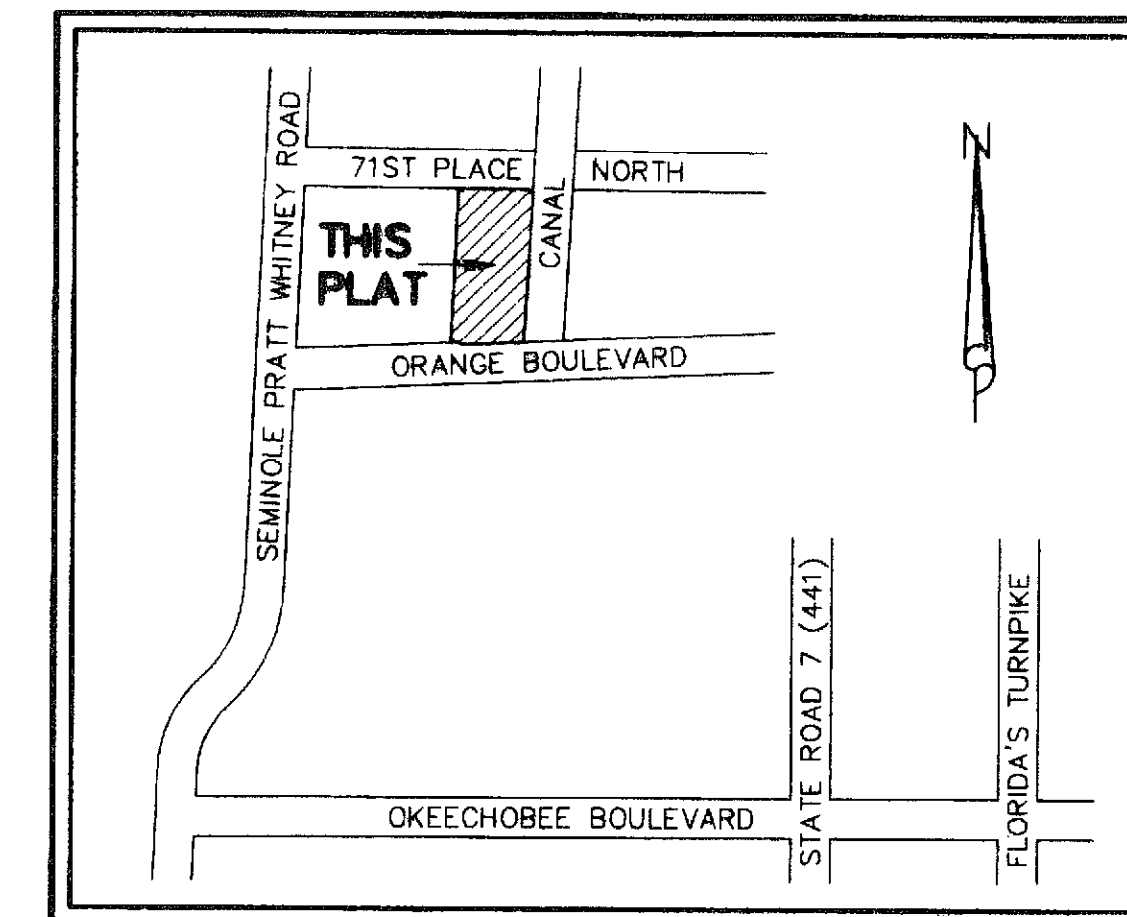 SEMINOLE PRATT WHITNEY ROAD
71ST PLACE NORTH
CANAL
N
THIS
PLAT
ORANGE BOULEVARD
STATE ROAD 7 (441)
FLORIDA'S TURNPIKE
OKEECHOBEE BOULEVARD